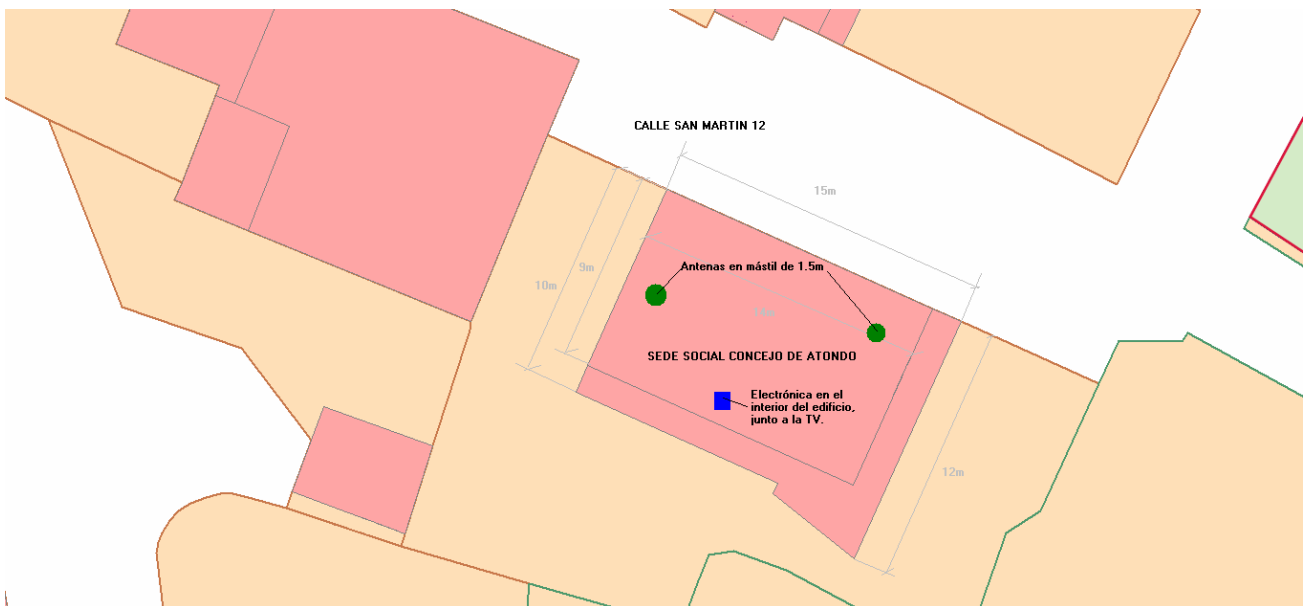 CALLE SAN MARTIN 12
15m
9m
10m
Antenas en mástil de 1.5m
SEDE SOCIAL CONCEJO DE ATONDO
Electrónica en el
interior del edificio,
junto a la TV.
12m